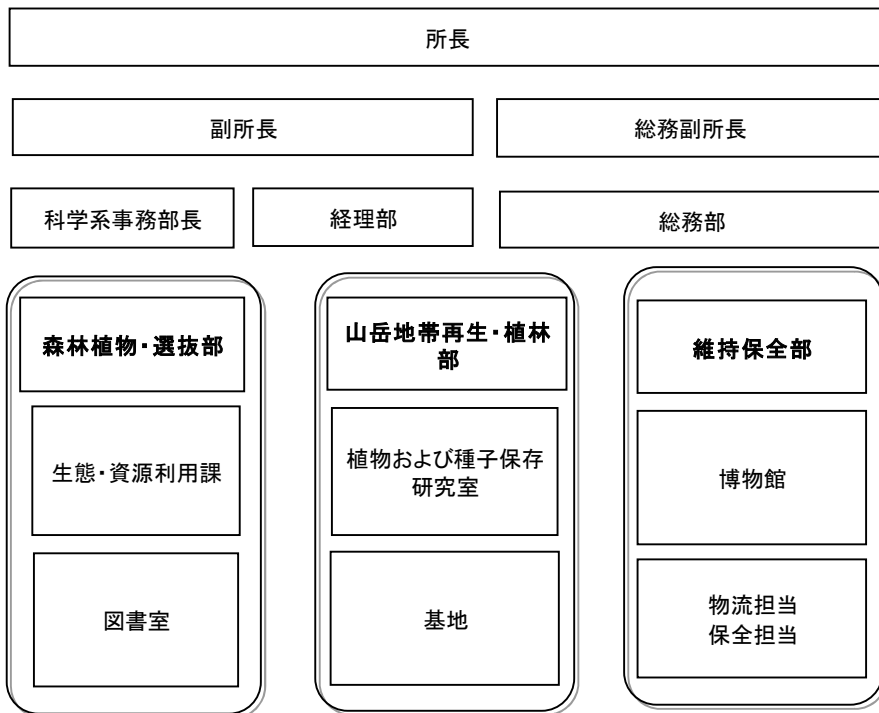 所長
副所長
総務副所長
科学系事務部長
経理部
総務部
森林植物・選抜部
生態・資源利用課
図書室
山岳地帯再生・植林
部
植物および種子保存
研究室
基地
維持保全部
博物館
物流担当
保全担当